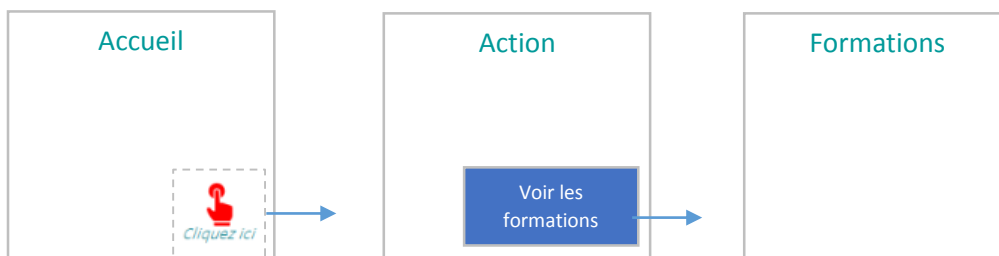 Accueil
Action
Formations
Voir les
formations
Cliquez ici